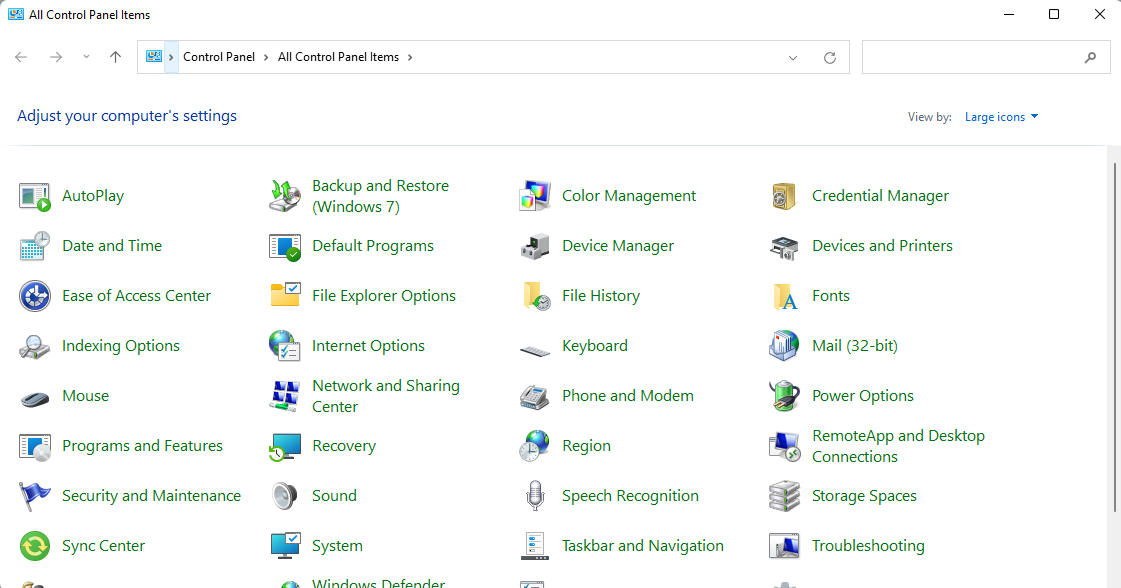 All Control Panel Items
Control Panel > All Control Panel Items >
Adjust your computer's settings
View by: Large icons
AutoPlay
Backup and Restore
(Windows 7)
Color Management
Credential Manager
Date and Time
Default Programs
Device Manager
Devices and Printers
Ease of Access Center
File Explorer Options
File History
Fonts
Indexing Options
Internet Options
Keyboard
Mail (32-bit)
Mouse
Network and Sharing
Center
Phone and Modem
Power Options
Programs and Features
Recovery
Region
RemoteApp and Desktop
Connections
Security and Maintenance
Sound
Speech Recognition
Storage Spaces
Sync Center
System
Taskbar and Navigation
Troubleshooting
Windows Defender